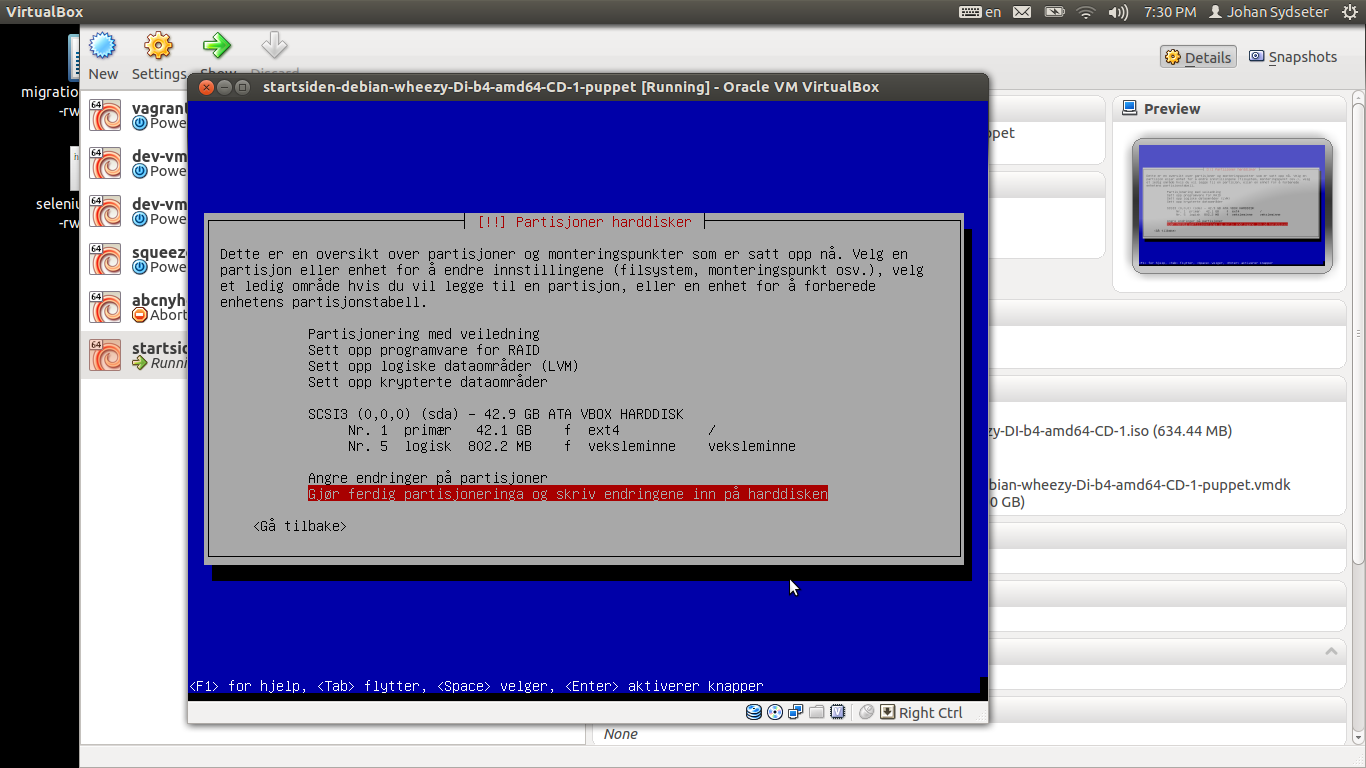 VirtualBox
en
7:30 PM
Johan Sydseter
New
Settings
Show
Discard
Details
Snapshots
migratio
-rw
seleniu
-rw
64
vagrant
Powe
64
dev-vm
Powe
64
dev-vm
Powe
64
squeeze
Powe
64
abcnyh
Abort
64
startsid
Runni
startsiden-debian-wheezy-Di-b4-amd64-CD-1-puppet [Running] - Oracle VM VirtualBox
[!!] Partisjoner harddisker
Dette er en oversikt over partisjoner og monteringspunkter som er satt opp nå. Velg en
partisjon eller enhet for å endre innstillingene (filsystem, monteringspunkt osv.), velg
et ledig område hvis du vil legge til en partisjon, eller en enhet for å forberede
enhetens partisjonstabell.
Partisjonering med veiledning
Sett opp programvare for RAID
Sett opp logiske dataområder (LVM)
Sett opp krypterte dataområder
SCSI3 (0,0,0) (sda) - 42.9 GB ATA VBOX HARDDISK
Nr. 1 primær 42.1 GB f ext4 /
Nr. 5 logisk 802.2 MB f veksleminne veksleminne
Angre endringer på partisjoner
Gjør ferdig partisjoneringa og skriv endringene inn på harddisken
<Gå tilbake>
<F1> for hjelp, <Tab> flytter, <Space> velger, <Enter> aktiverer knapper
Right Ctrl
Preview
ppet
zy-DI-b4-amd64-CD-1.iso (634.44 MB)
bian-wheezy-Di-b4-amd64-CD-1-puppet.vmdk
0 GB)
None